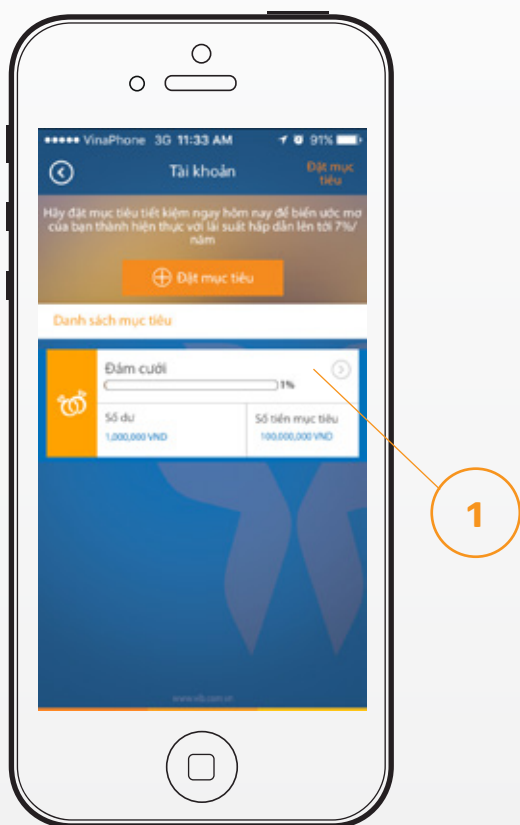 VinaPhone 3G 11:33 AM 91%
Tài khoản
Đặt mục
tiêu
Hãy đặt mục tiêu tiết kiệm ngay hôm nay để biến ước mơ
của bạn thành hiện thực với lãi suất hấp dẫn lên tới 7%/
năm
Đặt mục tiêu
Danh sách mục tiêu
Đám cưới
1%
Số dư
1,000,000 VND
Số tiền mục tiêu
100,000,000 VND
1
www.vib.com.vn